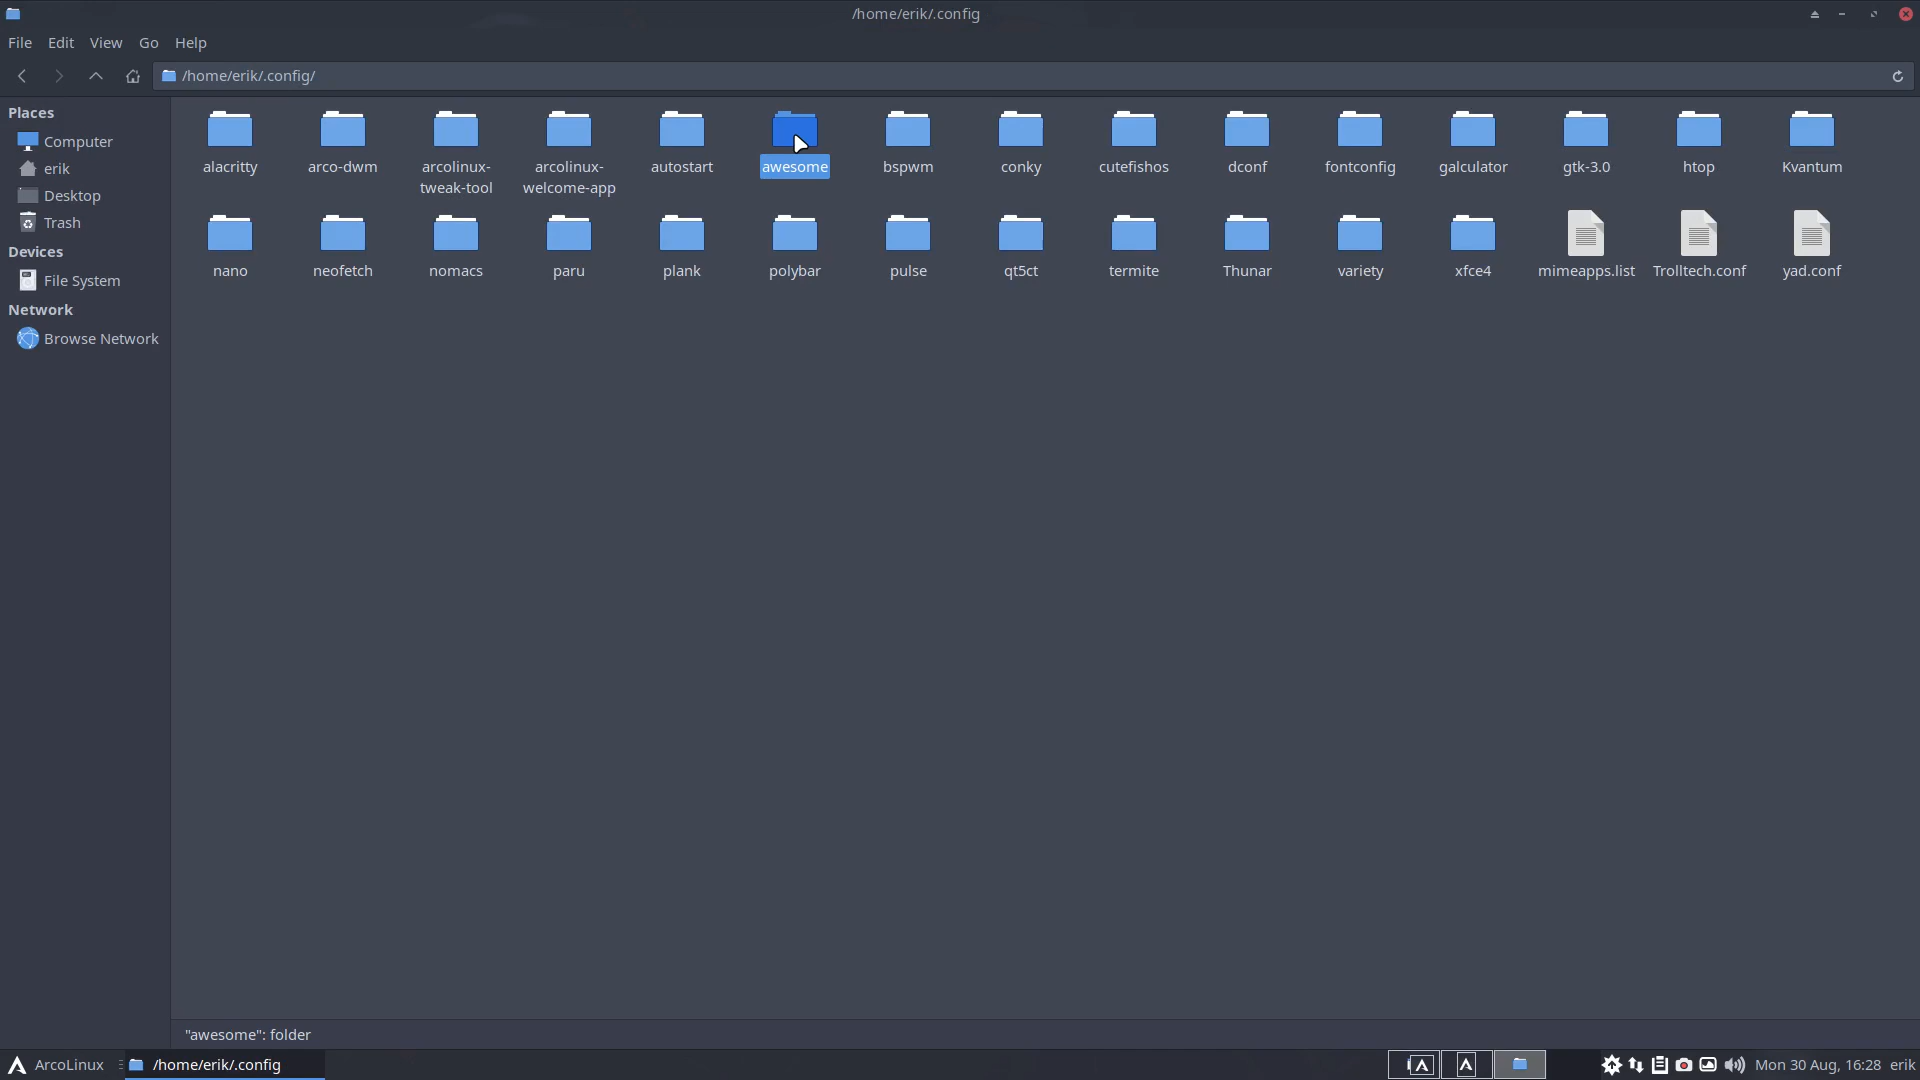 /home/erik/.config
File Edit View Go Help
/home/erik/.config/
Places
Computer
erik
Desktop
Trash
Devices
File System
Network
Browse Network
alacritty
arco-dwm
arcolinux-
tweak-tool
arcolinux-
welcome-app
autostart
awesome
bspwm
conky
cutefishos
dconf
fontconfig
galculator
gtk-3.0
htop
Kvantum
nano
neofetch
nomacs
paru
plank
polybar
pulse
qt5ct
termite
Thunar
variety
xfce4
mimeapps.list
Trolltech.conf
yad.conf
"awesome": folder
ArcoLinux
/home/erik/.config
Mon 30 Aug, 16:28
erik